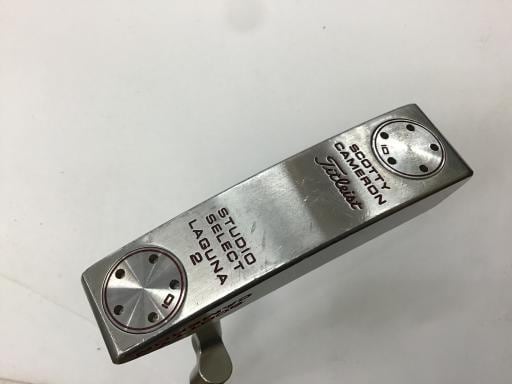 10
SCOTTY
CAMERON
Titleist
STUDIO
SELECT
LAGUNA
2
10